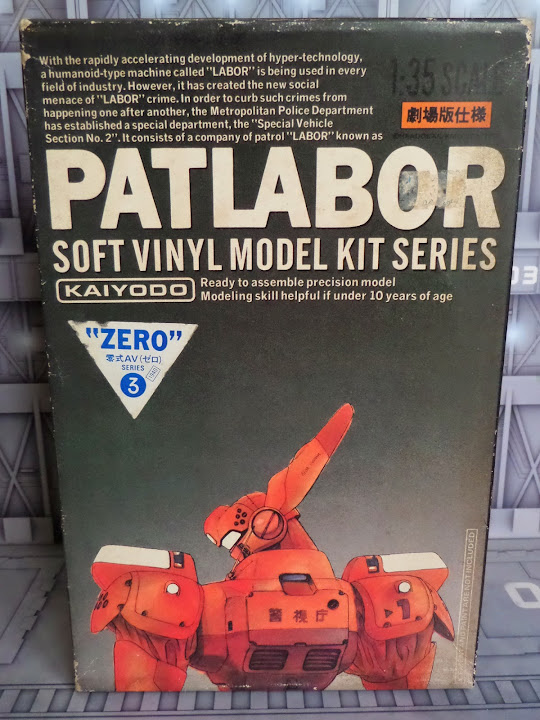 With the rapidly accelerating development of hyper-technology,
a humanoid-type machine called "LABOR" is being used in every
field of industry. However, it has created the new social
menace of "LABOR" crime. In order to curb such crimes from
happening one after another, the Metropolitan Police Department
has established a special department, the "Special Vehicle
Section No. 2". It consists of a company of patrol "LABOR" known as
1:35 SCALE
劇場版仕様
PATLABOR
SOFT VINYL MODEL KIT SERIES
KAIYODO
Ready to assemble precision model
Modeling skill helpful if under 10 years of age
"ZERO"
零式AV(ゼロ)
SERIES
3
警視庁
1
NOT INCLUDED
03